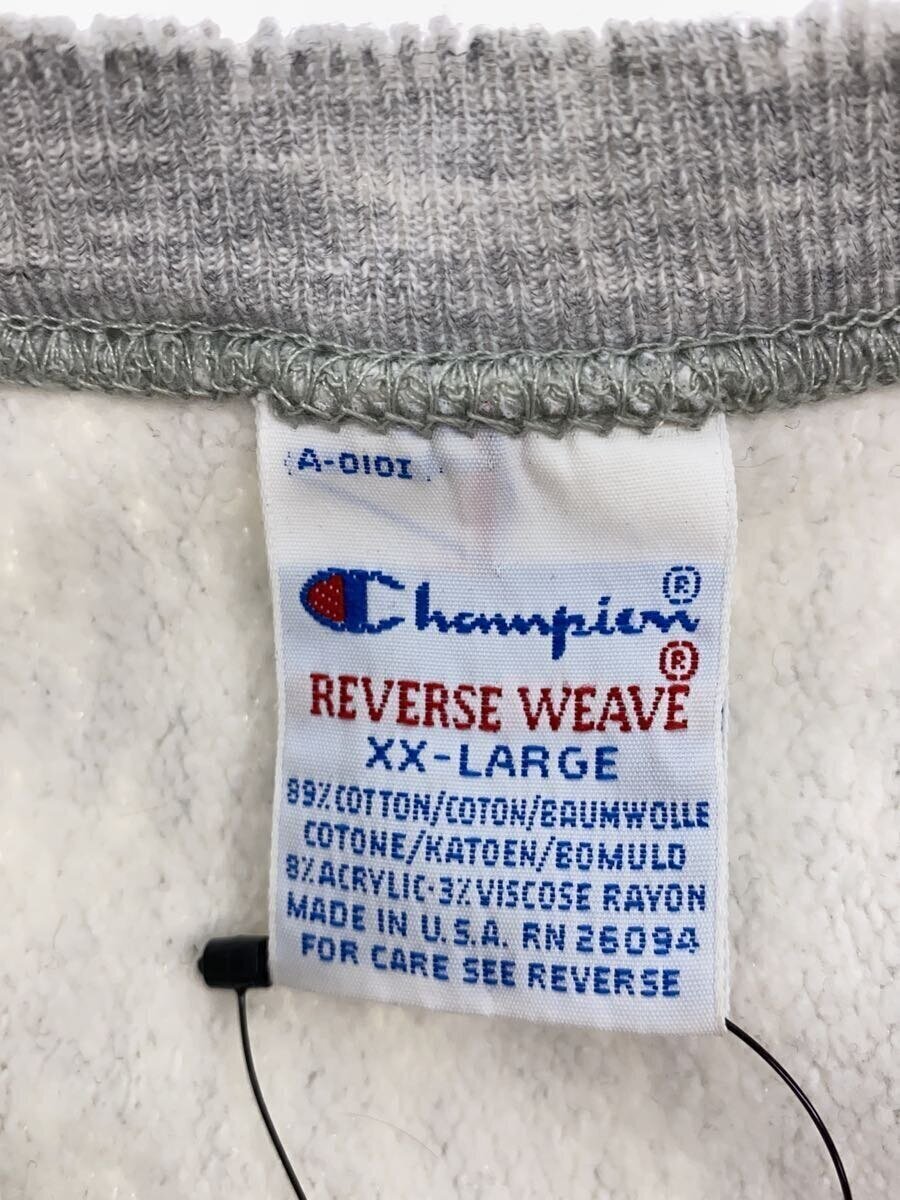 A-0101
Champion®
REVERSE WEAVE®
XX-LARGE
89% COTTON/COTON/BAUMWOLLE
COTONE/KATOEN/BOMULD
8% ACRYLIC·3% VISCOSE RAYON
MADE IN U.S.A. RN 26094
FOR CARE SEE REVERSE